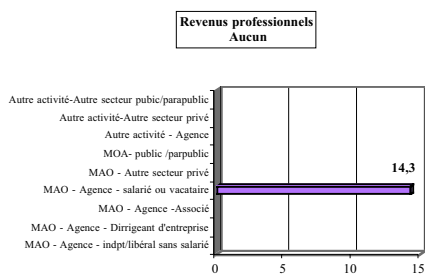 Revenus professionnels
Aucun
Autre activité-Autre secteur pubic/parapublic
Autre activité-Autre secteur privé
Autre activité - Agence
MOA- public /parpublic
MAO - Autre secteur privé
14,3
MAO - Agence - salarié ou vacataire
MAO - Agence -Associé
MAO - Agence - Dirrigeant d'entreprise
MAO - Agence - indpt/libéral sans salarié
0 5 10 15